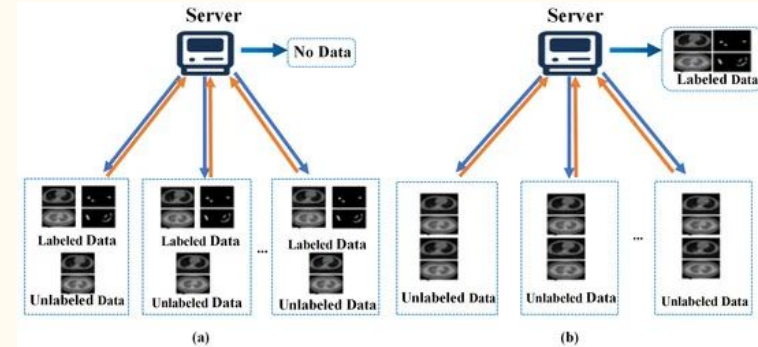 Server
No Data
Labeled Data
Unlabeled Data
Labeled Data
Unlabeled Data
...
Labeled Data
Unlabeled Data
(a)
Server
Labeled Data
Unlabeled Data
Unlabeled Data
...
Unlabeled Data
(b)